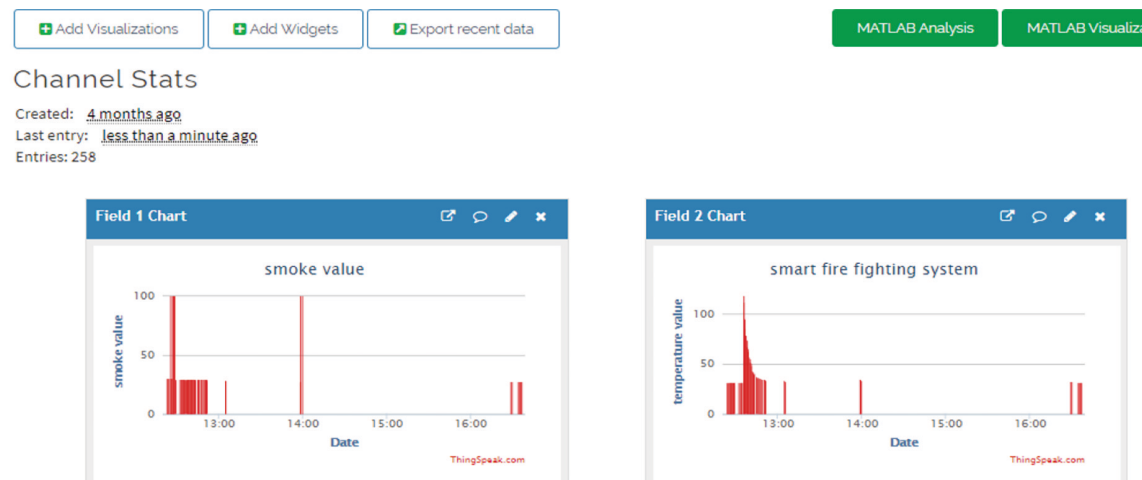 Add Visualizations
Add Widgets
Export recent data
MATLAB Analysis
MATLAB Visualiza
Channel Stats
Created: 4 months ago
Last entry: less than a minute ago
Entries: 258
Field 1 Chart
smoke value
100
50
0
smoke value
13:00 14:00 15:00 16:00
Date
ThingSpeak.com
Field 2 Chart
smart fire fighting system
100
50
0
temperature value
13:00 14:00 15:00 16:00
Date
ThingSpeak.com